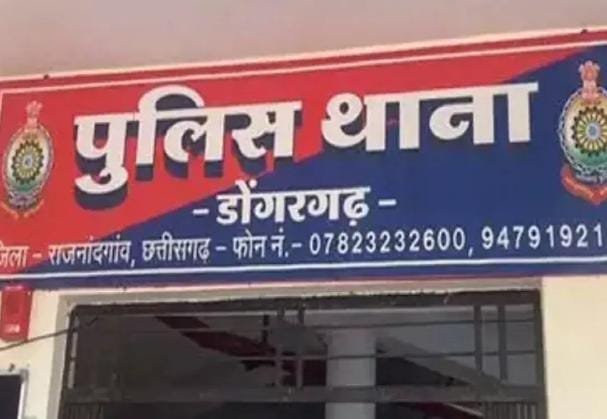 पुलिस थाना
- डोंगरगढ़ -
जिला - राजनांदगांव, छत्तीसगढ़ - फोन नं.- 07823232600, 94791921